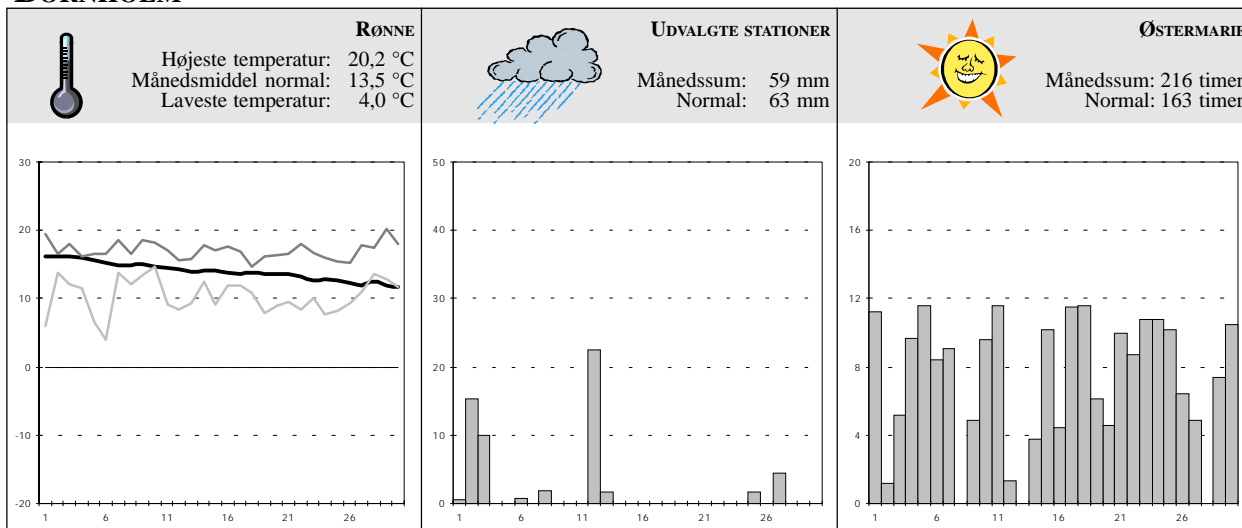 BORNHOLM
RØNNE
Højeste temperatur: 20,2 °C
Månedsmiddel normal: 13,5 °C
Laveste temperatur: 4,0 °C
UDVALGTE STATIONER
Månedssum: 59 mm
Normal: 63 mm
ØSTERMARIE
Månedssum: 216 timer
Normal: 163 timer
30
20
10
0
-10
-20
1 6 11 16 21 26
50
40
30
20
10
0
1 6 11 16 21 26
20
16
12
8
4
0
1 6 11 16 21 26